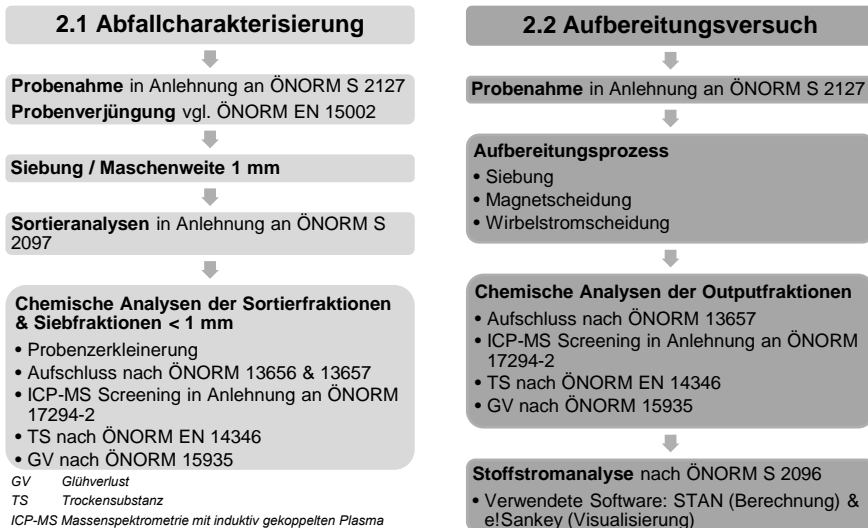 2.1 Abfallcharakterisierung
Probenahme in Anlehnung an ÖNORM S 2127
Probenverjüngung vgl. ÖNORM EN 15002
Siebung / Maschenweite 1 mm
Sortieranalysen in Anlehnung an ÖNORM S
2097
Chemische Analysen der Sortierfraktionen
& Siebfraktionen < 1 mm
• Probenzerkleinerung
• Aufschluss nach ÖNORM 13656 & 13657
• ICP-MS Screening in Anlehnung an ÖNORM
17294-2
• TS nach ÖNORM EN 14346
• GV nach ÖNORM 15935
GV Glühverlust
TS Trockensubstanz
ICP-MS Massenspektrometrie mit induktiv gekoppelten Plasma
2.2 Aufbereitungsversuch
Probenahme in Anlehnung an ÖNORM S 2127
Aufbereitungsprozess
• Siebung
• Magnetscheidung
• Wirbelstromscheidung
Chemische Analysen der Outputfraktionen
• Aufschluss nach ÖNORM 13657
• ICP-MS Screening in Anlehnung an ÖNORM
17294-2
• TS nach ÖNORM EN 14346
• GV nach ÖNORM 15935
Stoffstromanalyse nach ÖNORM S 2096
• Verwendete Software: STAN (Berechnung) &
e!Sankey (Visualisierung)